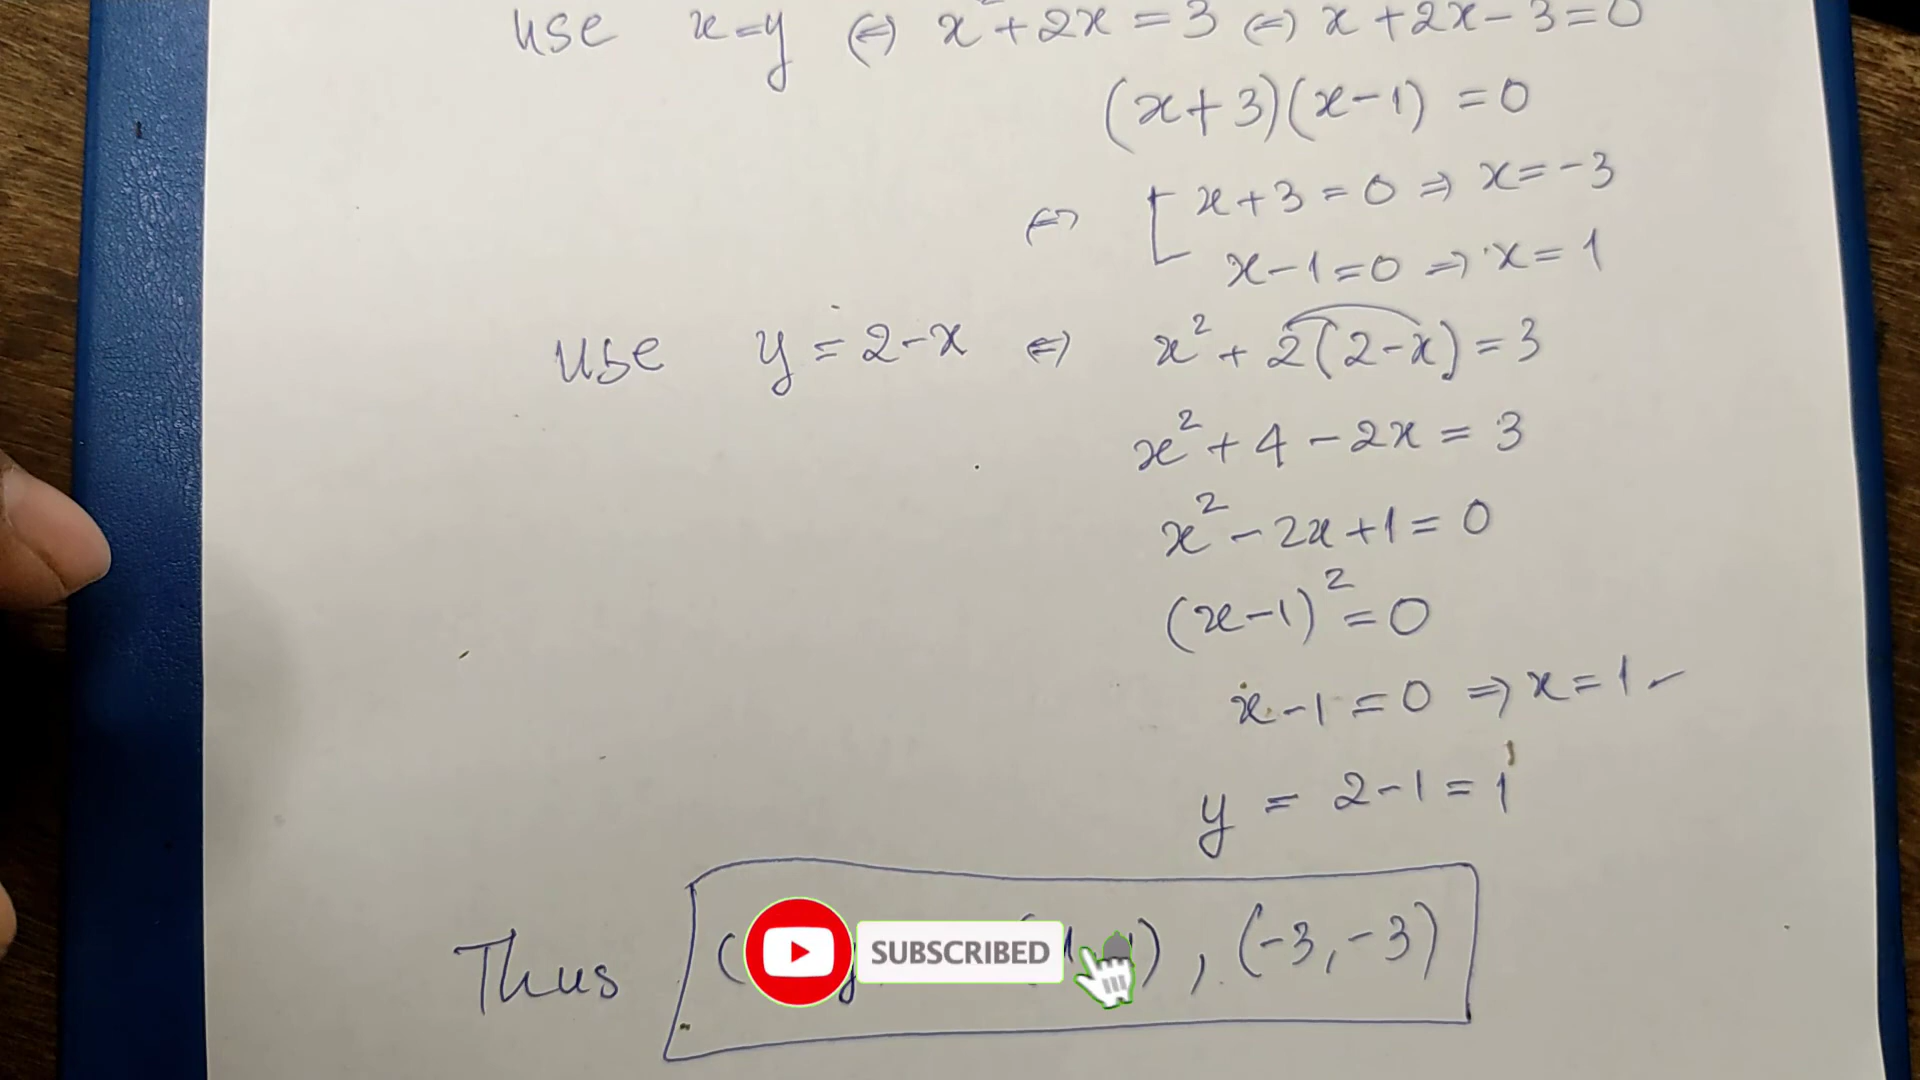 use x=y ⇔ x²+2x = 3 ⇔ x+2x-3=0
(x+3)(x-1) = 0
⇔ [ x+3=0 ⇒ x=-3
x-1=0 ⇒ x=1
use y=2-x ⇔ x²+2(2-x)=3
x²+4-2x=3
x²-2x+1=0
(x-1)²=0
x-1=0 ⇒ x=1
y = 2-1=1
Thus ( ), (-3,-3)
SUBSCRIBED